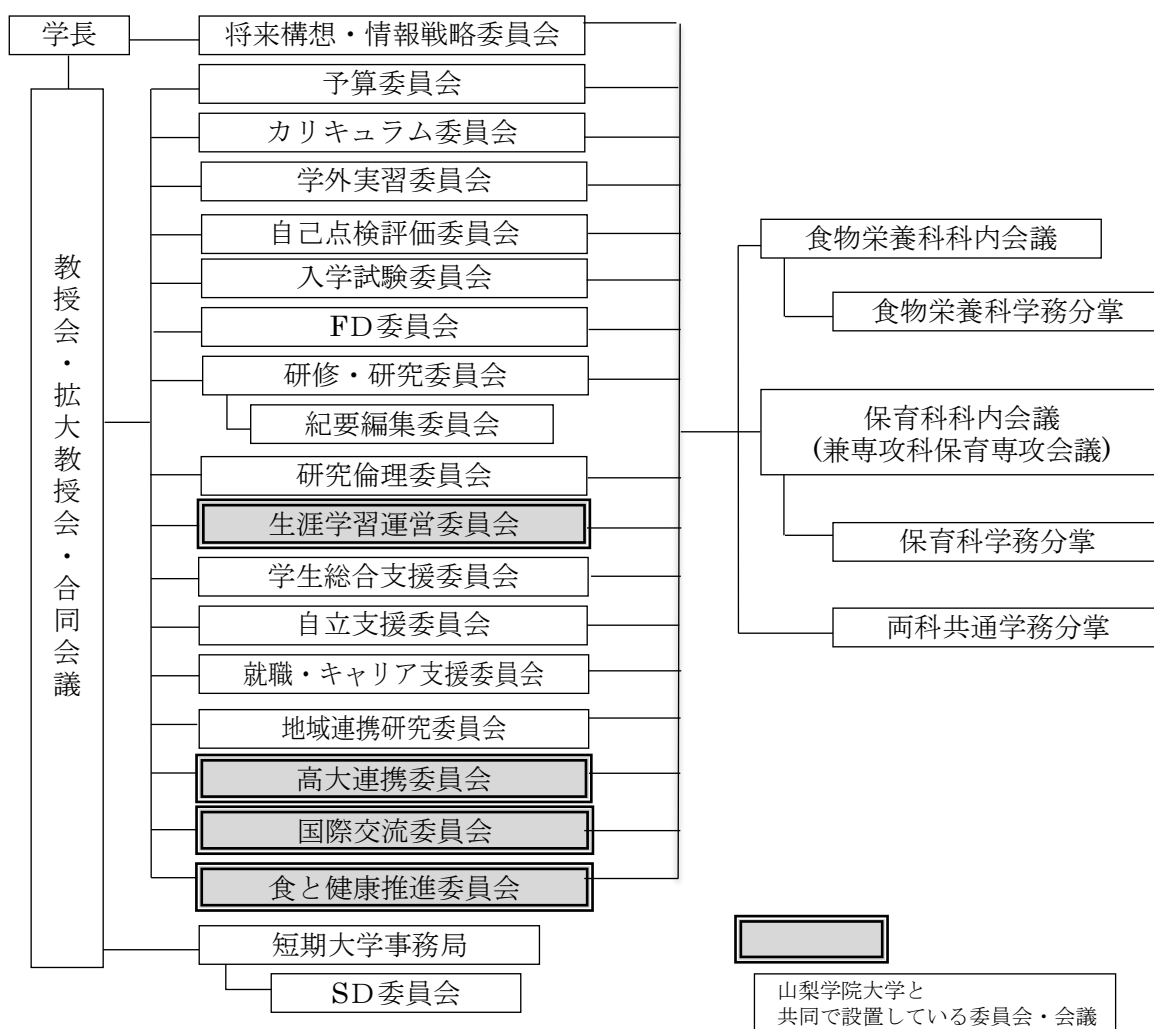 学長
将来構想・情報戦略委員会
予算委員会
カリキュラム委員会
学外実習委員会
自己点検評価委員会
入学試験委員会
FD委員会
研修・研究委員会
紀要編集委員会
研究倫理委員会
生涯学習運営委員会
学生総合支援委員会
自立支援委員会
就職・キャリア支援委員会
地域連携研究委員会
高大連携委員会
国際交流委員会
食と健康推進委員会
短期大学事務局
SD委員会
教授会・拡大教授会・合同会議
食物栄養科科内会議
食物栄養科学務分掌
保育科科内会議
(兼専攻科保育専攻会議)
保育科学務分掌
両科共通学務分掌
山梨学院大学と
共同で設置している委員会・会議